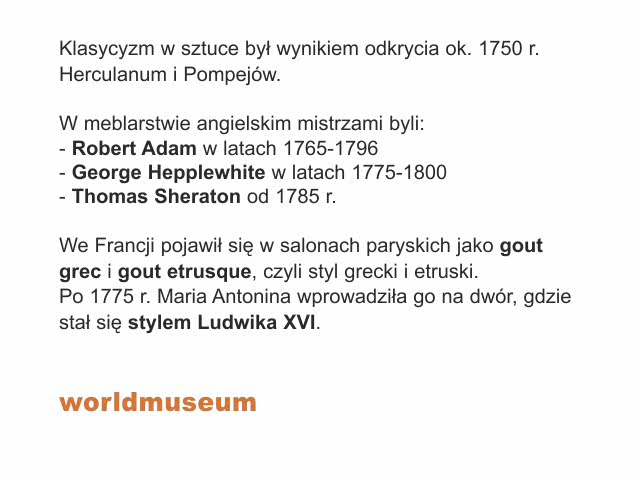 Klasycyzm w sztuce był wynikiem odkrycia ok. 1750 r.
Herculanum i Pompejów.
W meblarstwie angielskim mistrzami byli:
- Robert Adam w latach 1765-1796
- George Hepplewhite w latach 1775-1800
- Thomas Sheraton od 1785 r.
We Francji pojawił się w salonach paryskich jako gout
grec i gout etrusque, czyli styl grecki i etruski.
Po 1775 r. Maria Antonina wprowadziła go na dwór, gdzie
stał się stylem Ludwika XVI.
worldmuseum